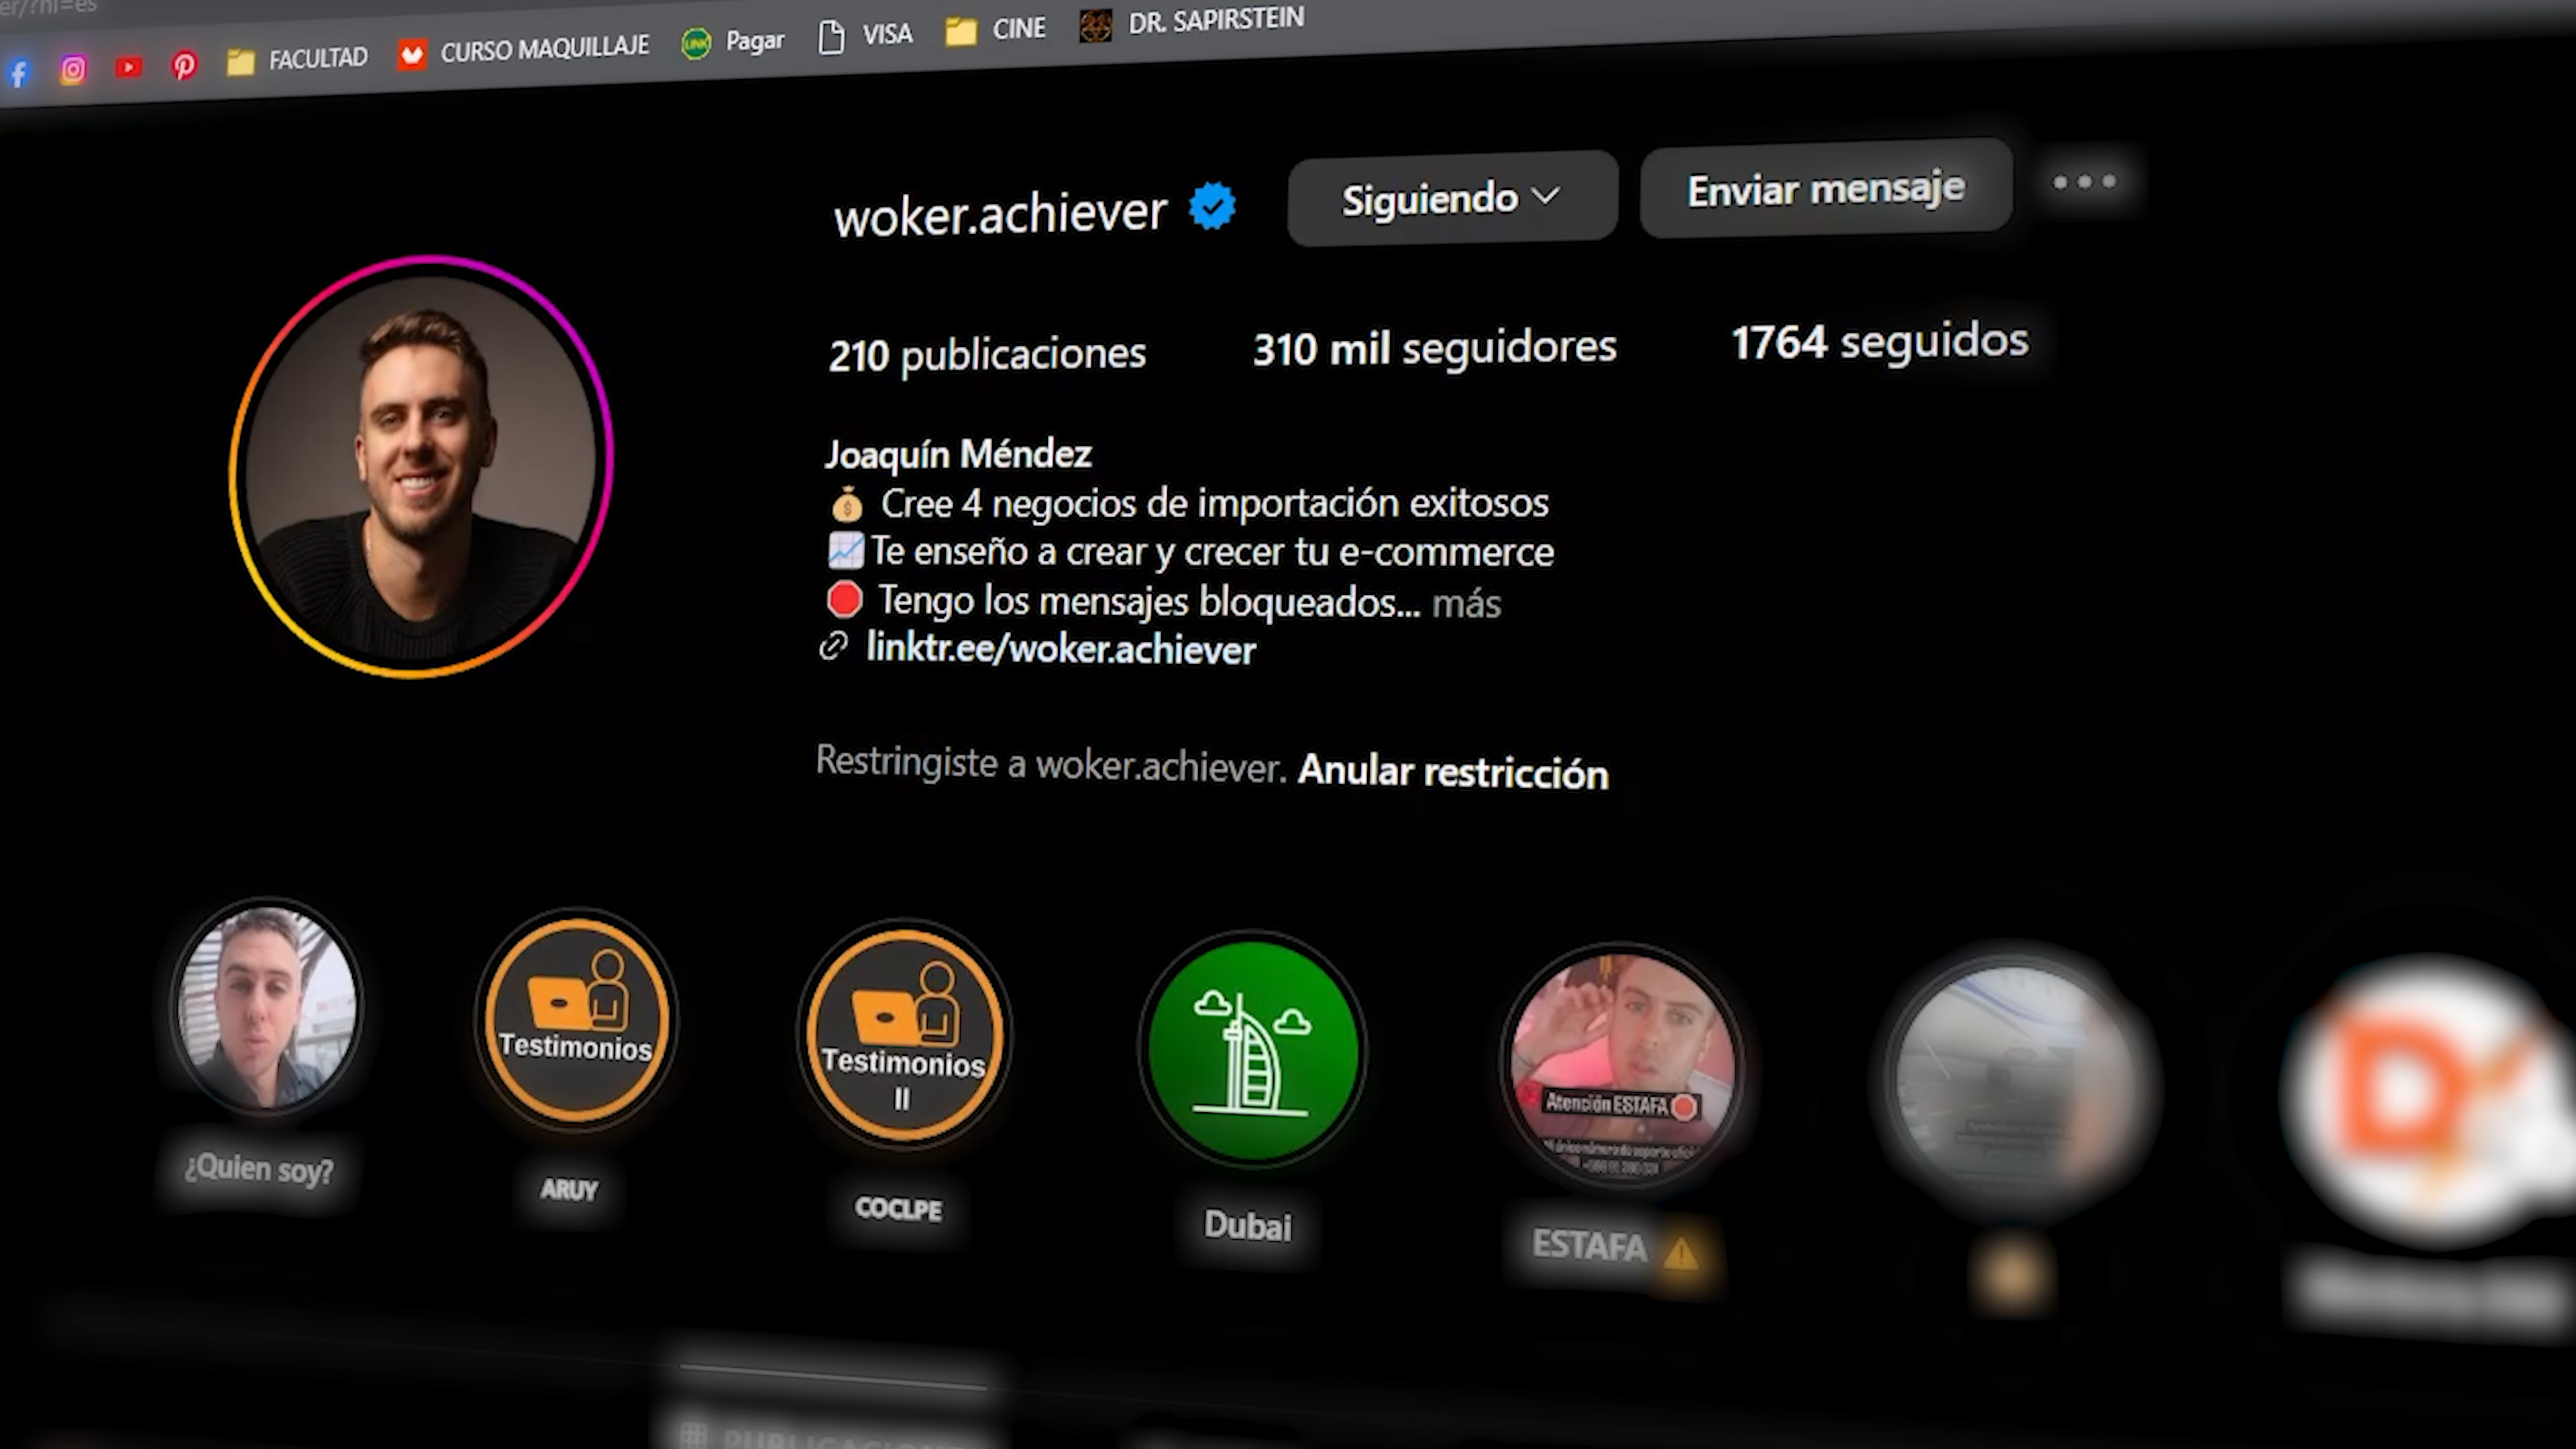 FACULTAD
CURSO MAQUILLAJE
Pagar
VISA
CINE
DR. SAPIRSTEIN
woker.achiever
Siguiendo
Enviar mensaje
210 publicaciones
310 mil seguidores
1764 seguidos
Joaquín Méndez
Cree 4 negocios de importación exitosos
Te enseño a crear y crecer tu e-commerce
Tengo los mensajes bloqueados... más
linktr.ee/woker.achiever
Restringiste a woker.achiever. Anular restricción
Testimonios
Testimonios
II
Atención ESTAFA
¿Quien soy?
ARUY
COCLPE
Dubai
ESTAFA